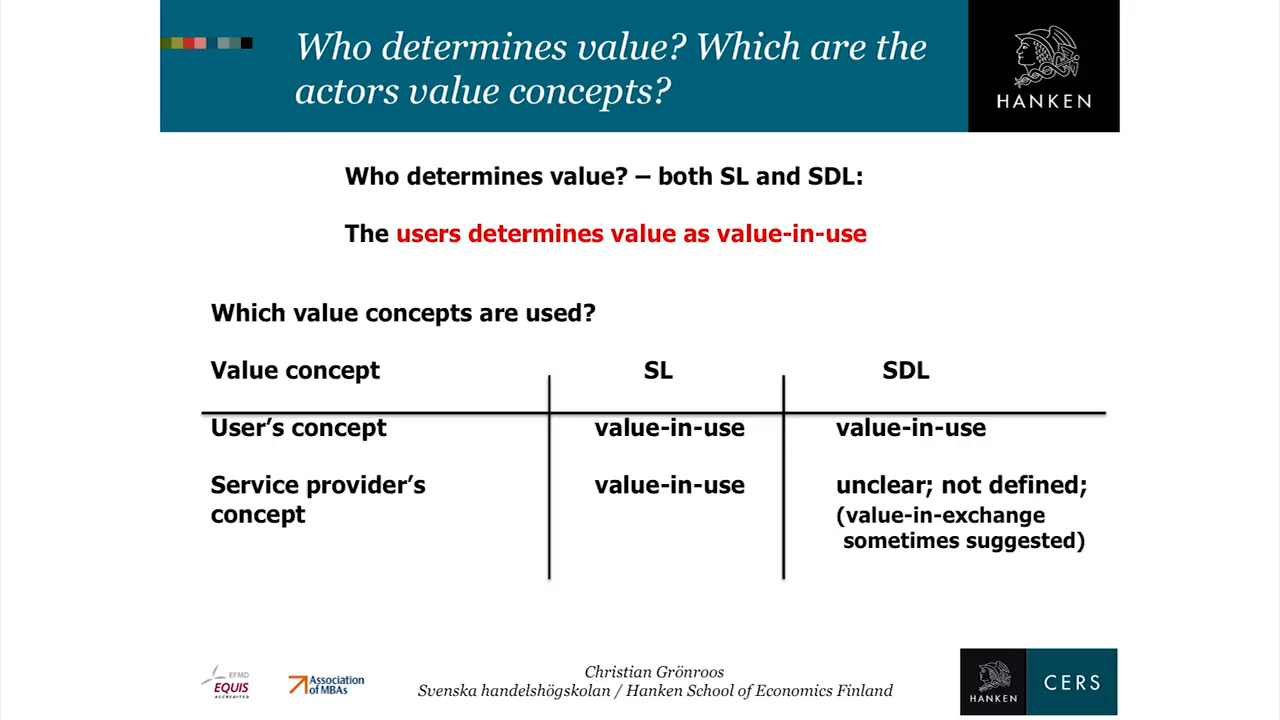 Who determines value? Which are the
actors value concepts?
HANKEN
Who determines value? – both SL and SDL:
The users determines value as value-in-use
Which value concepts are used?
Value concept SL SDL
User's concept value-in-use value-in-use
Service provider's value-in-use unclear; not defined;
concept (value-in-exchange
sometimes suggested)
EFMD
EQUIS
ACCREDITED
Association
of MBAs
Christian Grönroos
Svenska handelshögskolan / Hanken School of Economics Finland
HANKEN
CERS